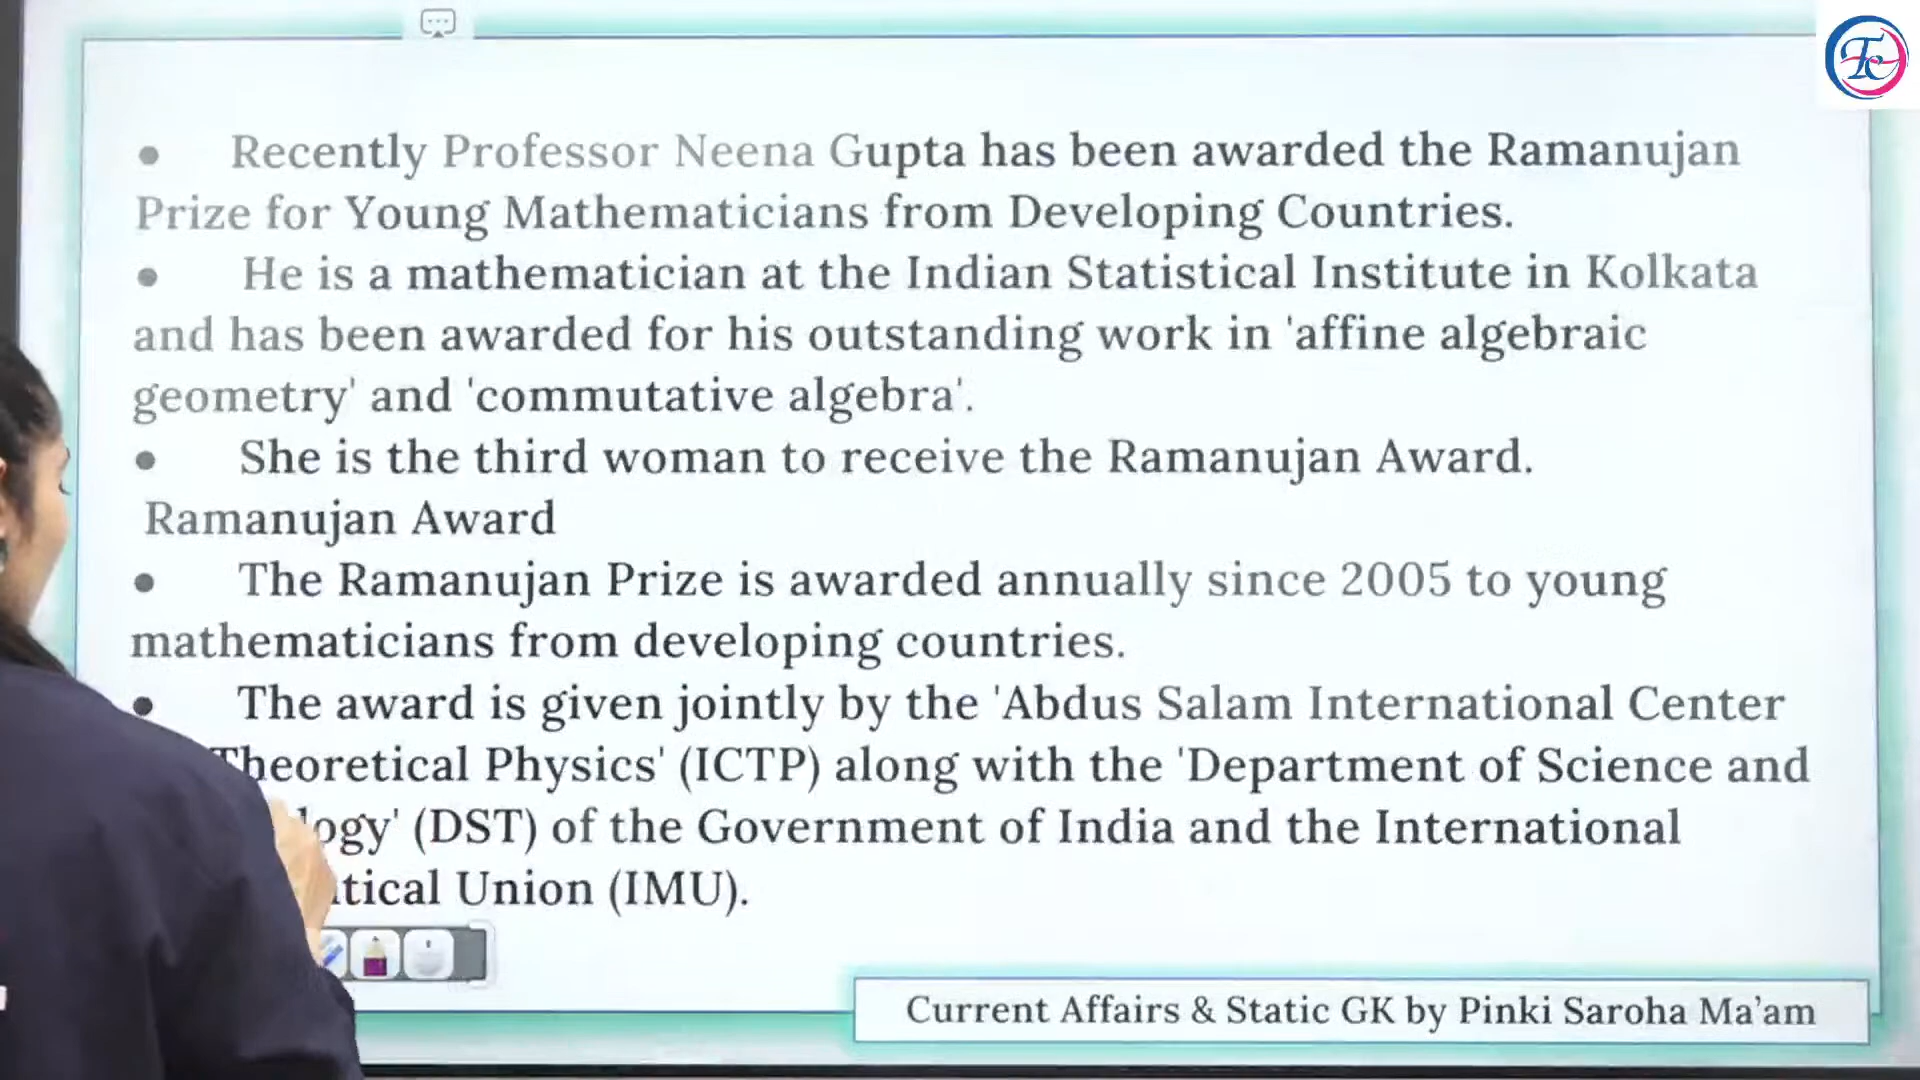 • Recently Professor Neena Gupta has been awarded the Ramanujan
Prize for Young Mathematicians from Developing Countries.
• He is a mathematician at the Indian Statistical Institute in Kolkata
and has been awarded for his outstanding work in 'affine algebraic
geometry' and 'commutative algebra'.
• She is the third woman to receive the Ramanujan Award.
Ramanujan Award
• The Ramanujan Prize is awarded annually since 2005 to young
mathematicians from developing countries.
• The award is given jointly by the 'Abdus Salam International Center
Theoretical Physics' (ICTP) along with the 'Department of Science and
logy' (DST) of the Government of India and the International
tical Union (IMU).
Current Affairs & Static GK by Pinki Saroha Ma'am
Tc